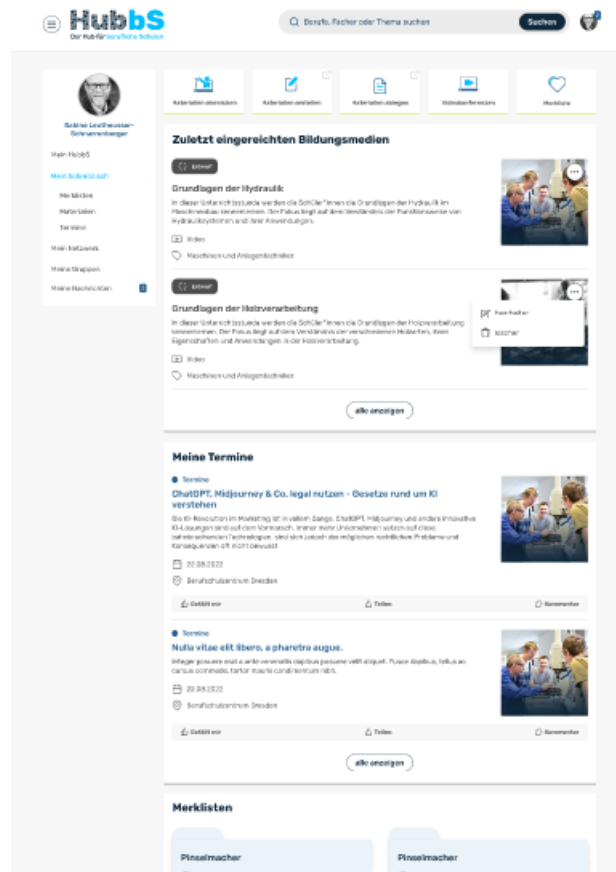 HubbS
Der Hub für berufliche Schulen
Berufe, Fächer oder Thema suchen
Suchen
Sabine Leutheusser-
Schnarrenberger
Mein HubbS
Mein Schreibtisch
Merklisten
Materialien
Termine
Mein Netzwerk
Meine Gruppen
Meine Nachrichten
Materialien erstellen
Materialien ablegen
Videokonferenzen
Merkliste
Zuletzt eingereichten Bildungsmedien
Entwurf
Grundlagen der Hydraulik
In dieser Unterrichtsstunde werden die Schüler*innen die Grundlagen der Hydraulik im
Maschinenbau kennenlernen. Der Fokus liegt auf dem Verständnis der Funktionsweise von
Hydrauliksystemen und ihrer Anwendungen.
Video
Maschinen und Anlagentechniker
Entwurf
Grundlagen der Holzverarbeitung
In dieser Unterrichtsstunde werden die Schüler*innen die Grundlagen der Holzverarbeitung
kennenlernen. Der Fokus liegt auf dem Verständnis der verschiedenen Holzarten, ihren
Eigenschaften und Anwendungen in der Holzverarbeitung.
bearbeiten
löschen
Video
Maschinen und Anlagentechniker
alle anzeigen
Meine Termine
Termine
ChatGPT, Midjourney & Co. legal nutzen - Gesetze rund um KI
verstehen
Die KI-Revolution im Marketing ist in vollem Gange. ChatGPT, Midjourney und andere innovative
KI-Lösungen sind auf dem Vormarsch. Immer mehr Unternehmen setzen auf diese
bahnbrechenden Technologien, sind sich jedoch der möglichen rechtlichen Probleme und
Konsequenzen oft nicht bewusst
22.08.2022
Berufschulzentrum Dresden
Gefällt mir
Teilen
Kommentar
Termine
Nulla vitae elit libero, a pharetra augue.
Integer posuere erat a ante venenatis dapibus posuere velit aliquet. Fusce dapibus, tellus ac
cursus commodo, tortor mauris condimentum nibh.
22.08.2022
Berufschulzentrum Dresden
Gefällt mir
Teilen
Kommentar
alle anzeigen
Merklisten
Pinselmacher
Pinselmacher